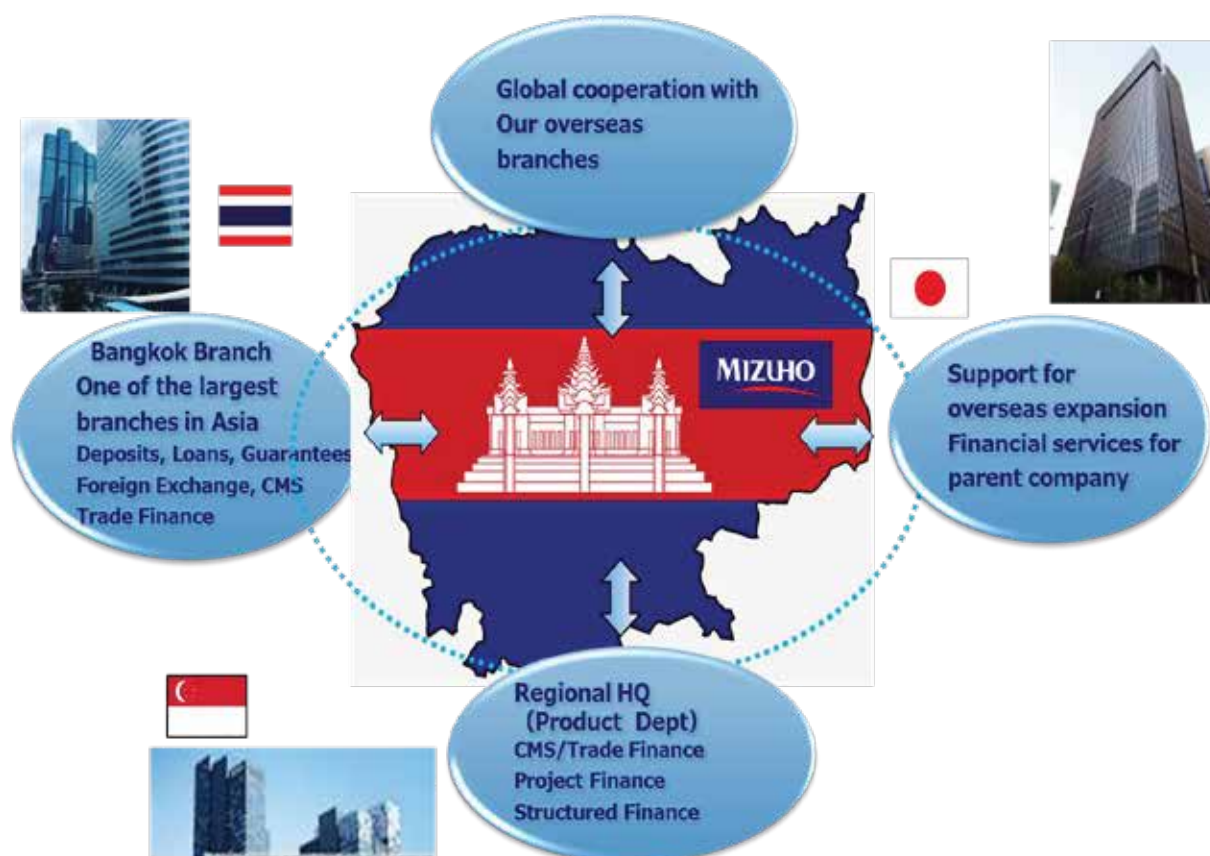 Global cooperation with
Our overseas
branches
Bangkok Branch
One of the largest
branches in Asia
Deposits, Loans, Guarantees
Foreign Exchange, CMS
Trade Finance
MIZUHO
Support for
overseas expansion
Financial services for
parent company
Regional HQ
(Product Dept)
CMS/Trade Finance
Project Finance
Structured Finance